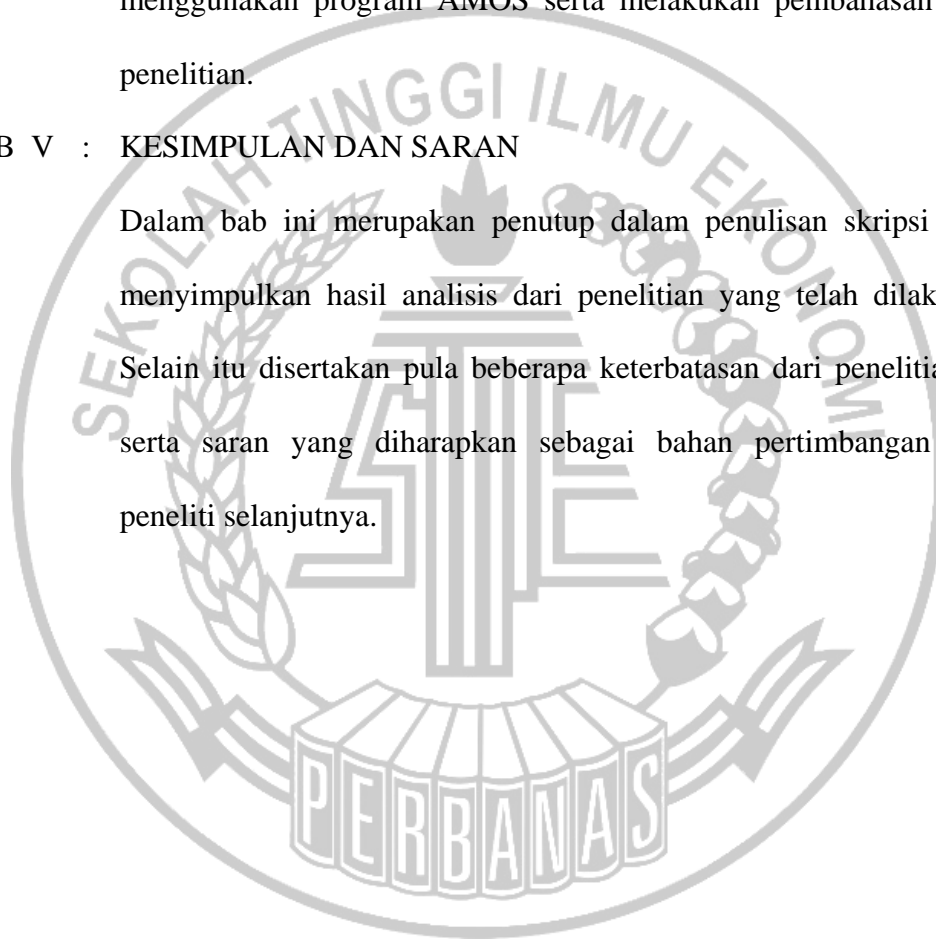 menggunakan program AMOS serta melakukan pembahasan
penelitian.
B V : KESIMPULAN DAN SARAN
Dalam bab ini merupakan penutup dalam penulisan skripsi
menyimpulkan hasil analisis dari penelitian yang telah dilak
Selain itu disertakan pula beberapa keterbatasan dari penelitia
serta saran yang diharapkan sebagai bahan pertimbangan
peneliti selanjutnya.
SEKOLAH TINGGI ILMU EKONOMI
PERBANAS